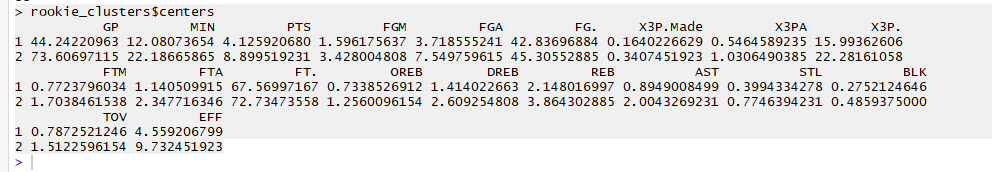 > rookie_clusters$centers
GP MIN PTS FGM FGA FG. X3P.Made X3PA X3P.
1 44.24220963 12.08073654 4.125920680 1.596175637 3.718555241 42.83696884 0.1640226629 0.5464589235 15.99362606
2 73.60697115 22.18665865 8.899519231 3.428004808 7.549759615 45.30552885 0.3407451923 1.0306490385 22.28161058
FTM FTA FT. OREB DREB REB AST STL BLK
1 0.7723796034 1.140509915 67.56997167 0.7338526912 1.414022663 2.148016997 0.8949008499 0.3994334278 0.2752124646
2 1.7038461538 2.347716346 72.73473558 1.2560096154 2.609254808 3.864302885 2.0043269231 0.7746394231 0.4859375000
TOV EFF
1 0.7872521246 4.559206799
2 1.5122596154 9.732451923
>